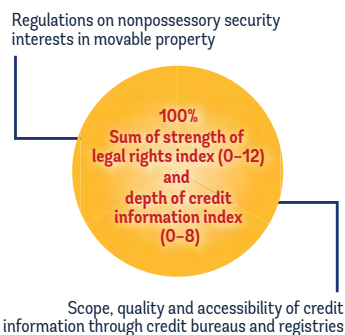 Regulations on nonpossessory security
interests in movable property
100%
Sum of strength of
legal rights index (0–12)
and
depth of credit
information index
(0–8)
Scope, quality and accessibility of credit
information through credit bureaus and registries